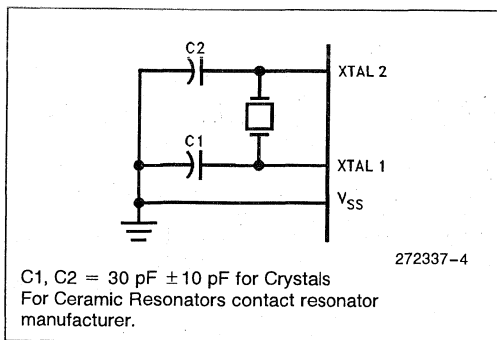 C2
XTAL 2
C1
XTAL 1
VSS
272337-4
C1, C2 = 30 pF ±10 pF for Crystals
For Ceramic Resonators contact resonator
manufacturer.